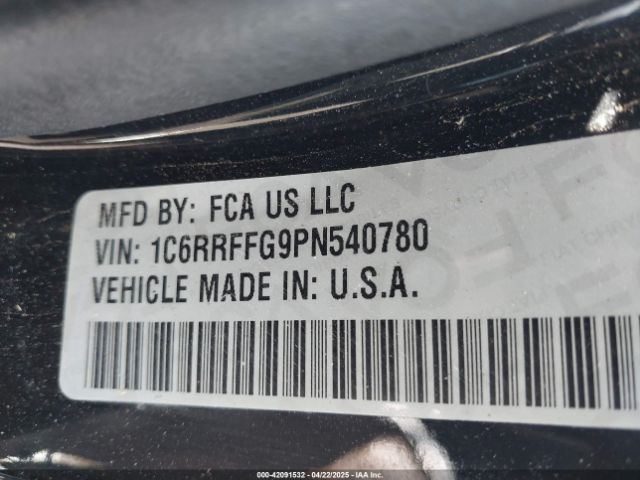 MFD BY: FCA US LLC
VIN: 1C6RRFFG9PN540780
VEHICLE MADE IN: U.S.A.
000-42091532 - 04/22/2025 - IAA Inc.